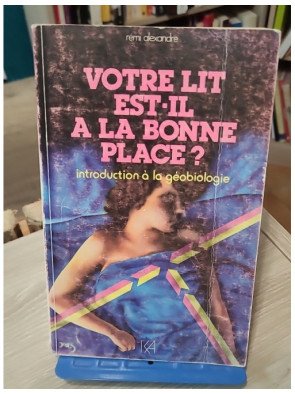 rémi alexandre
VOTRE LIT
EST-IL
A LA BONNE
PLACE ?
introduction à la géobiologie